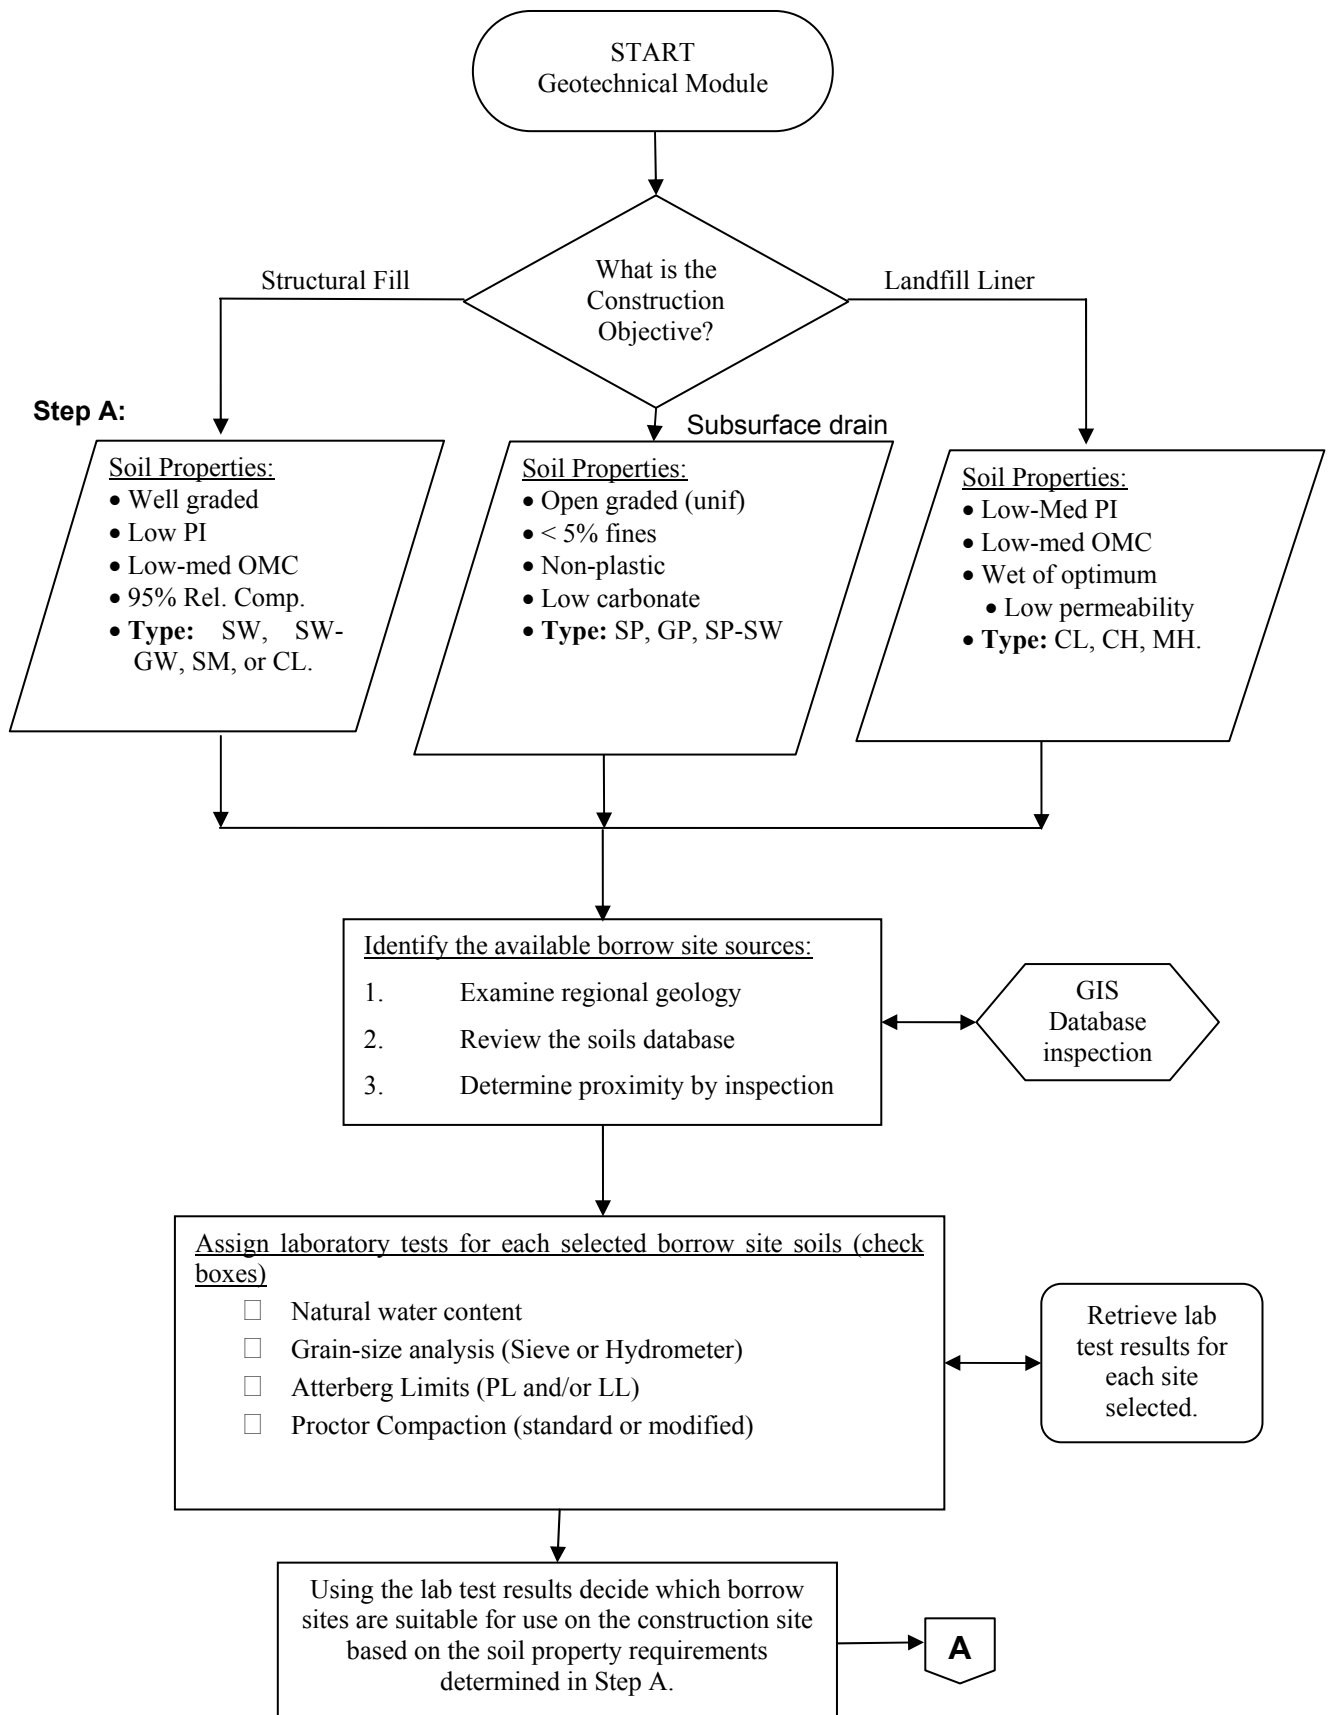 START
Geotechnical Module
What is the
Construction
Objective?
Structural Fill
Landfill Liner
Subsurface drain
Step A:
Soil Properties:
• Well graded
• Low PI
• Low-med OMC
• 95% Rel. Comp.
• Type: SW, SW-
GW, SM, or CL.
Soil Properties:
• Open graded (unif)
• < 5% fines
• Non-plastic
• Low carbonate
• Type: SP, GP, SP-SW
Soil Properties:
• Low-Med PI
• Low-med OMC
• Wet of optimum
• Low permeability
• Type: CL, CH, MH.
Identify the available borrow site sources:
1. Examine regional geology
2. Review the soils database
3. Determine proximity by inspection
GIS
Database
inspection
Assign laboratory tests for each selected borrow site soils (check
boxes)
☐ Natural water content
☐ Grain-size analysis (Sieve or Hydrometer)
☐ Atterberg Limits (PL and/or LL)
☐ Proctor Compaction (standard or modified)
Retrieve lab
test results for
each site
selected.
Using the lab test results decide which borrow
sites are suitable for use on the construction site
based on the soil property requirements
determined in Step A.
A